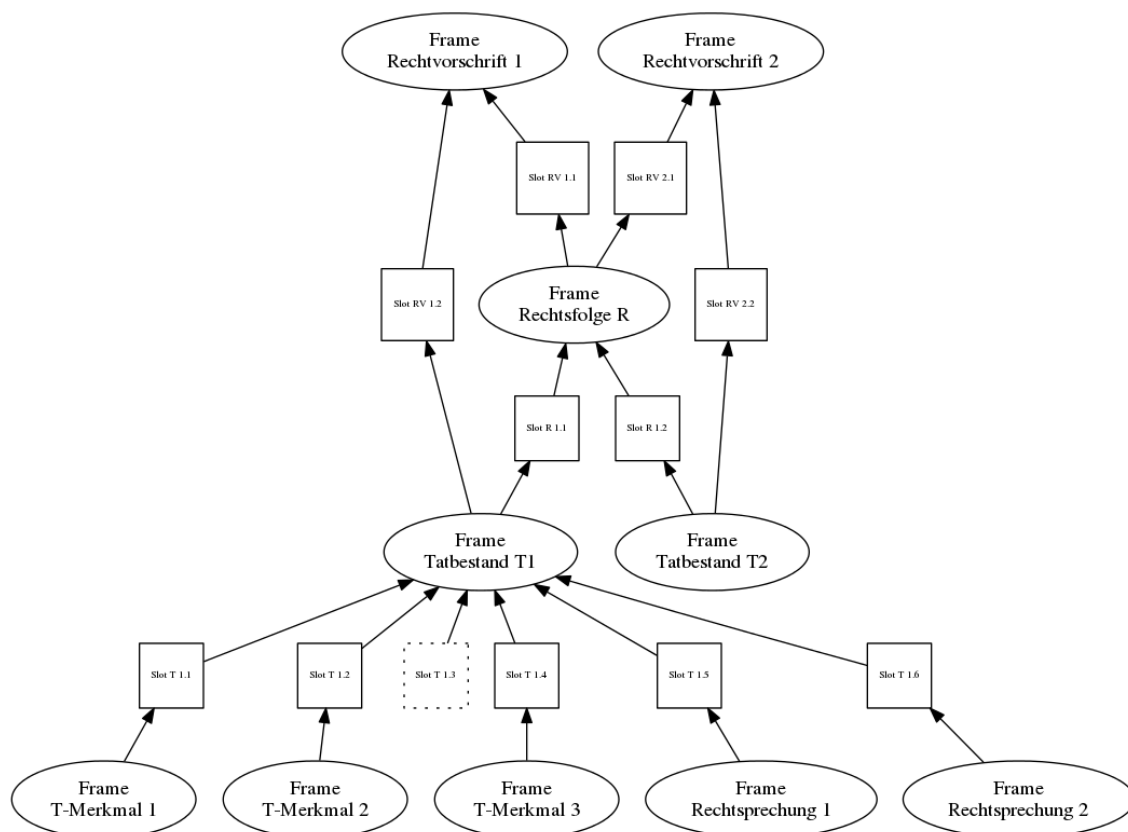 Frame
Rechtvorschrift 1
Frame
Rechtvorschrift 2
Slot RV 1.1
Slot RV 2.1
Slot RV 1.2
Frame
Rechtsfolge R
Slot RV 2.2
Slot R 1.1
Slot R 1.2
Frame
Tatbestand T1
Frame
Tatbestand T2
Slot T 1.1
Slot T 1.2
Slot T 1.3
Slot T 1.4
Slot T 1.5
Slot T 1.6
Frame
T-Merkmal 1
Frame
T-Merkmal 2
Frame
T-Merkmal 3
Frame
Rechtsprechung 1
Frame
Rechtsprechung 2